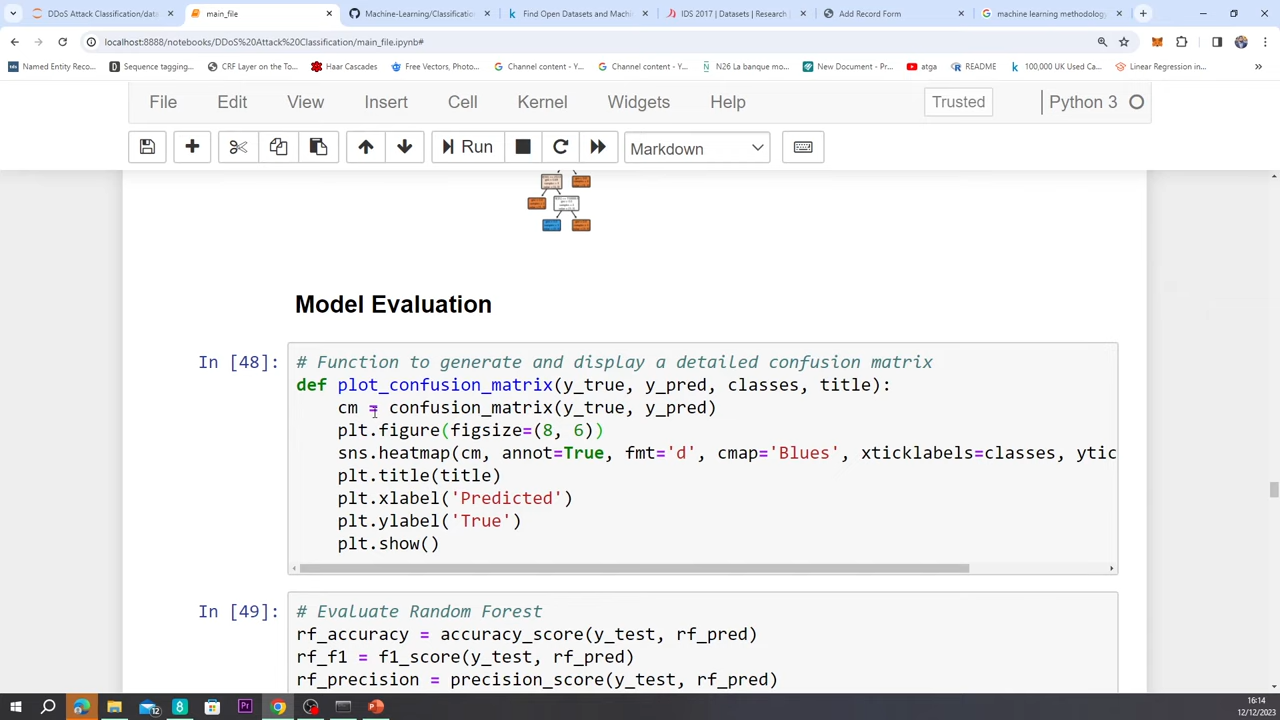 DDoS Attack Classification/data
main_file
Machine-Learning/Classification
Find Open Datasets and Machin
IDS 2017 | Datasets | Research
Add Record Form
machine learning methodology
localhost:8888/notebooks/DDoS%20Attack%20Classification/main_file.ipynb#
Named Entity Reco...
Sequence tagging...
CRF Layer on the To...
Haar Cascades
Free Vectors, Photo...
Channel content - Y...
Channel content - Y...
N26 La banque mo...
New Document - Pr...
atga
README
100,000 UK Used Ca...
Linear Regression in...
»
File Edit View Insert Cell Kernel Widgets Help
Trusted
Python 3
Run
Markdown
Model Evaluation
In [48]:
# Function to generate and display a detailed confusion matrix
def plot_confusion_matrix(y_true, y_pred, classes, title):
cm = confusion_matrix(y_true, y_pred)
plt.figure(figsize=(8, 6))
sns.heatmap(cm, annot=True, fmt='d', cmap='Blues', xticklabels=classes, ytic
plt.title(title)
plt.xlabel('Predicted')
plt.ylabel('True')
plt.show()
In [49]:
# Evaluate Random Forest
rf_accuracy = accuracy_score(y_test, rf_pred)
rf_f1 = f1_score(y_test, rf_pred)
rf_precision = precision_score(y_test, rf_pred)
16:14
12/12/2023